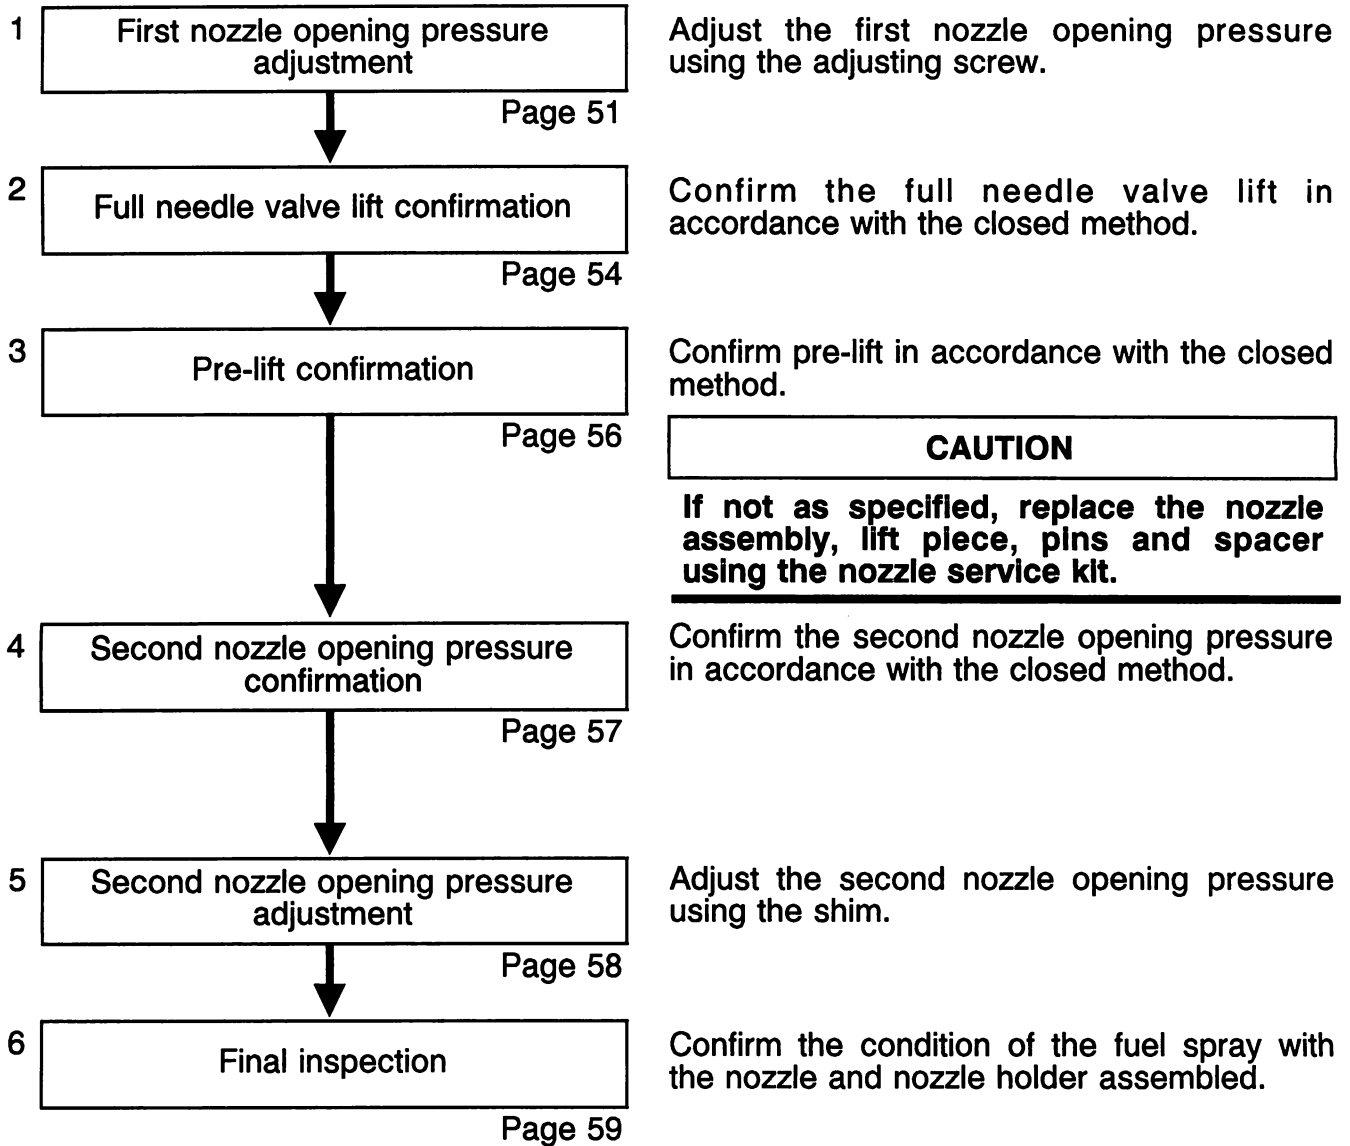 1
First nozzle opening pressure
adjustment
Page 51
Adjust the first nozzle opening pressure
using the adjusting screw.
2
Full needle valve lift confirmation
Page 54
Confirm the full needle valve lift in
accordance with the closed method.
3
Pre-lift confirmation
Page 56
Confirm pre-lift in accordance with the closed
method.
CAUTION
If not as specified, replace the nozzle
assembly, lift piece, pins and spacer
using the nozzle service kit.
4
Second nozzle opening pressure
confirmation
Page 57
Confirm the second nozzle opening pressure
in accordance with the closed method.
5
Second nozzle opening pressure
adjustment
Page 58
Adjust the second nozzle opening pressure
using the shim.
6
Final inspection
Page 59
Confirm the condition of the fuel spray with
the nozzle and nozzle holder assembled.